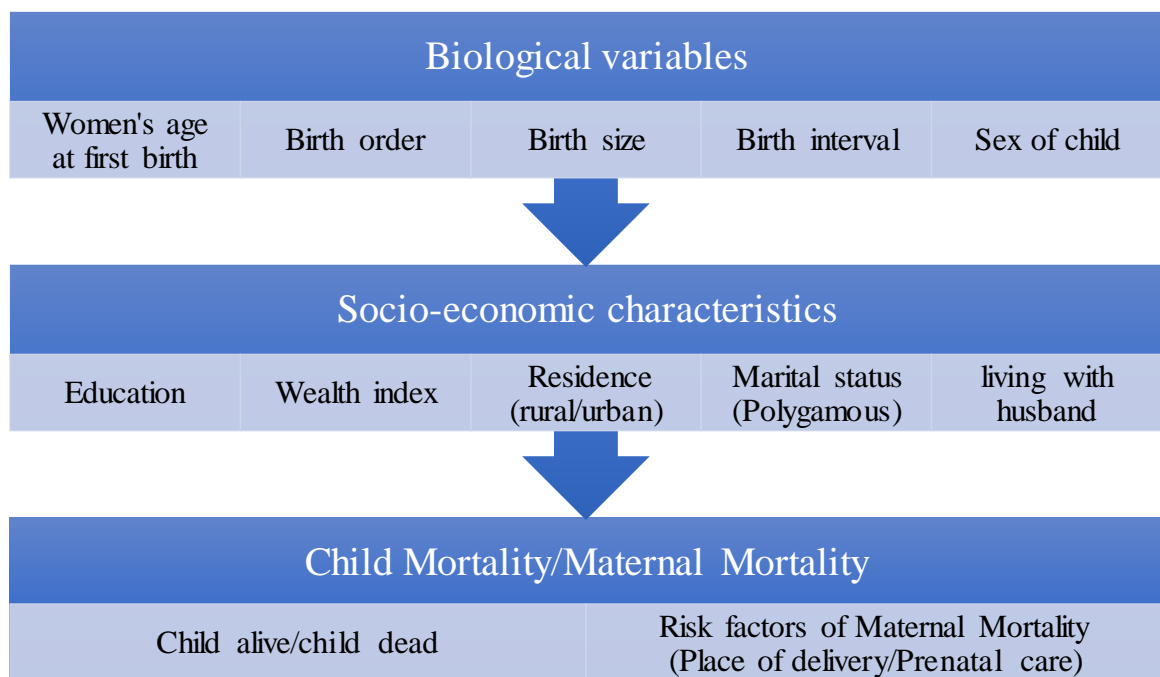 Biological variables
Women's age
at first birth
Birth order
Birth size
Birth interval
Sex of child
Socio-economic characteristics
Education
Wealth index
Residence
(rural/urban)
Marital status
(Polygamous)
living with
husband
Child Mortality/Maternal Mortality
Child alive/child dead
Risk factors of Maternal Mortality
(Place of delivery/Prenatal care)